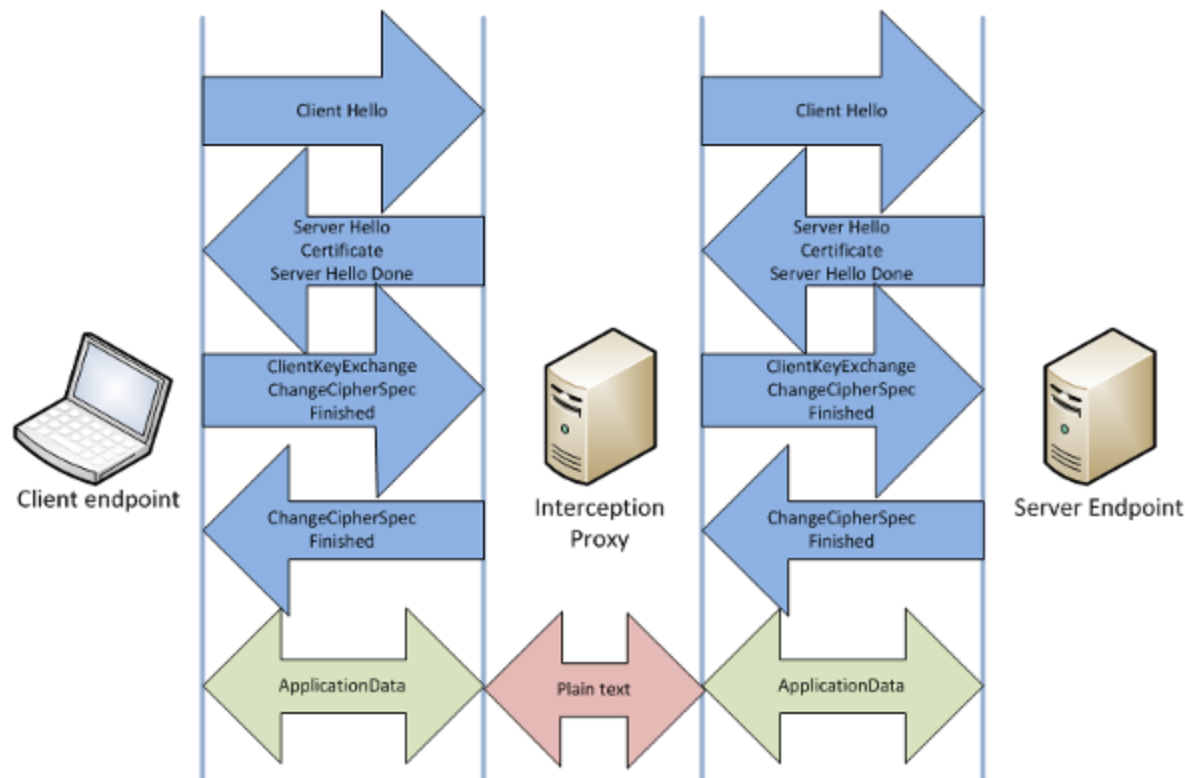 Client Hello
Client Hello
Server Hello
Certificate
Server Hello Done
Server Hello
Certificate
Server Hello Done
ClientKeyExchange
ChangeCipherSpec
Finished
ClientKeyExchange
ChangeCipherSpec
Finished
Client endpoint
Interception
Proxy
Server Endpoint
ChangeCipherSpec
Finished
ChangeCipherSpec
Finished
ApplicationData
Plain text
ApplicationData